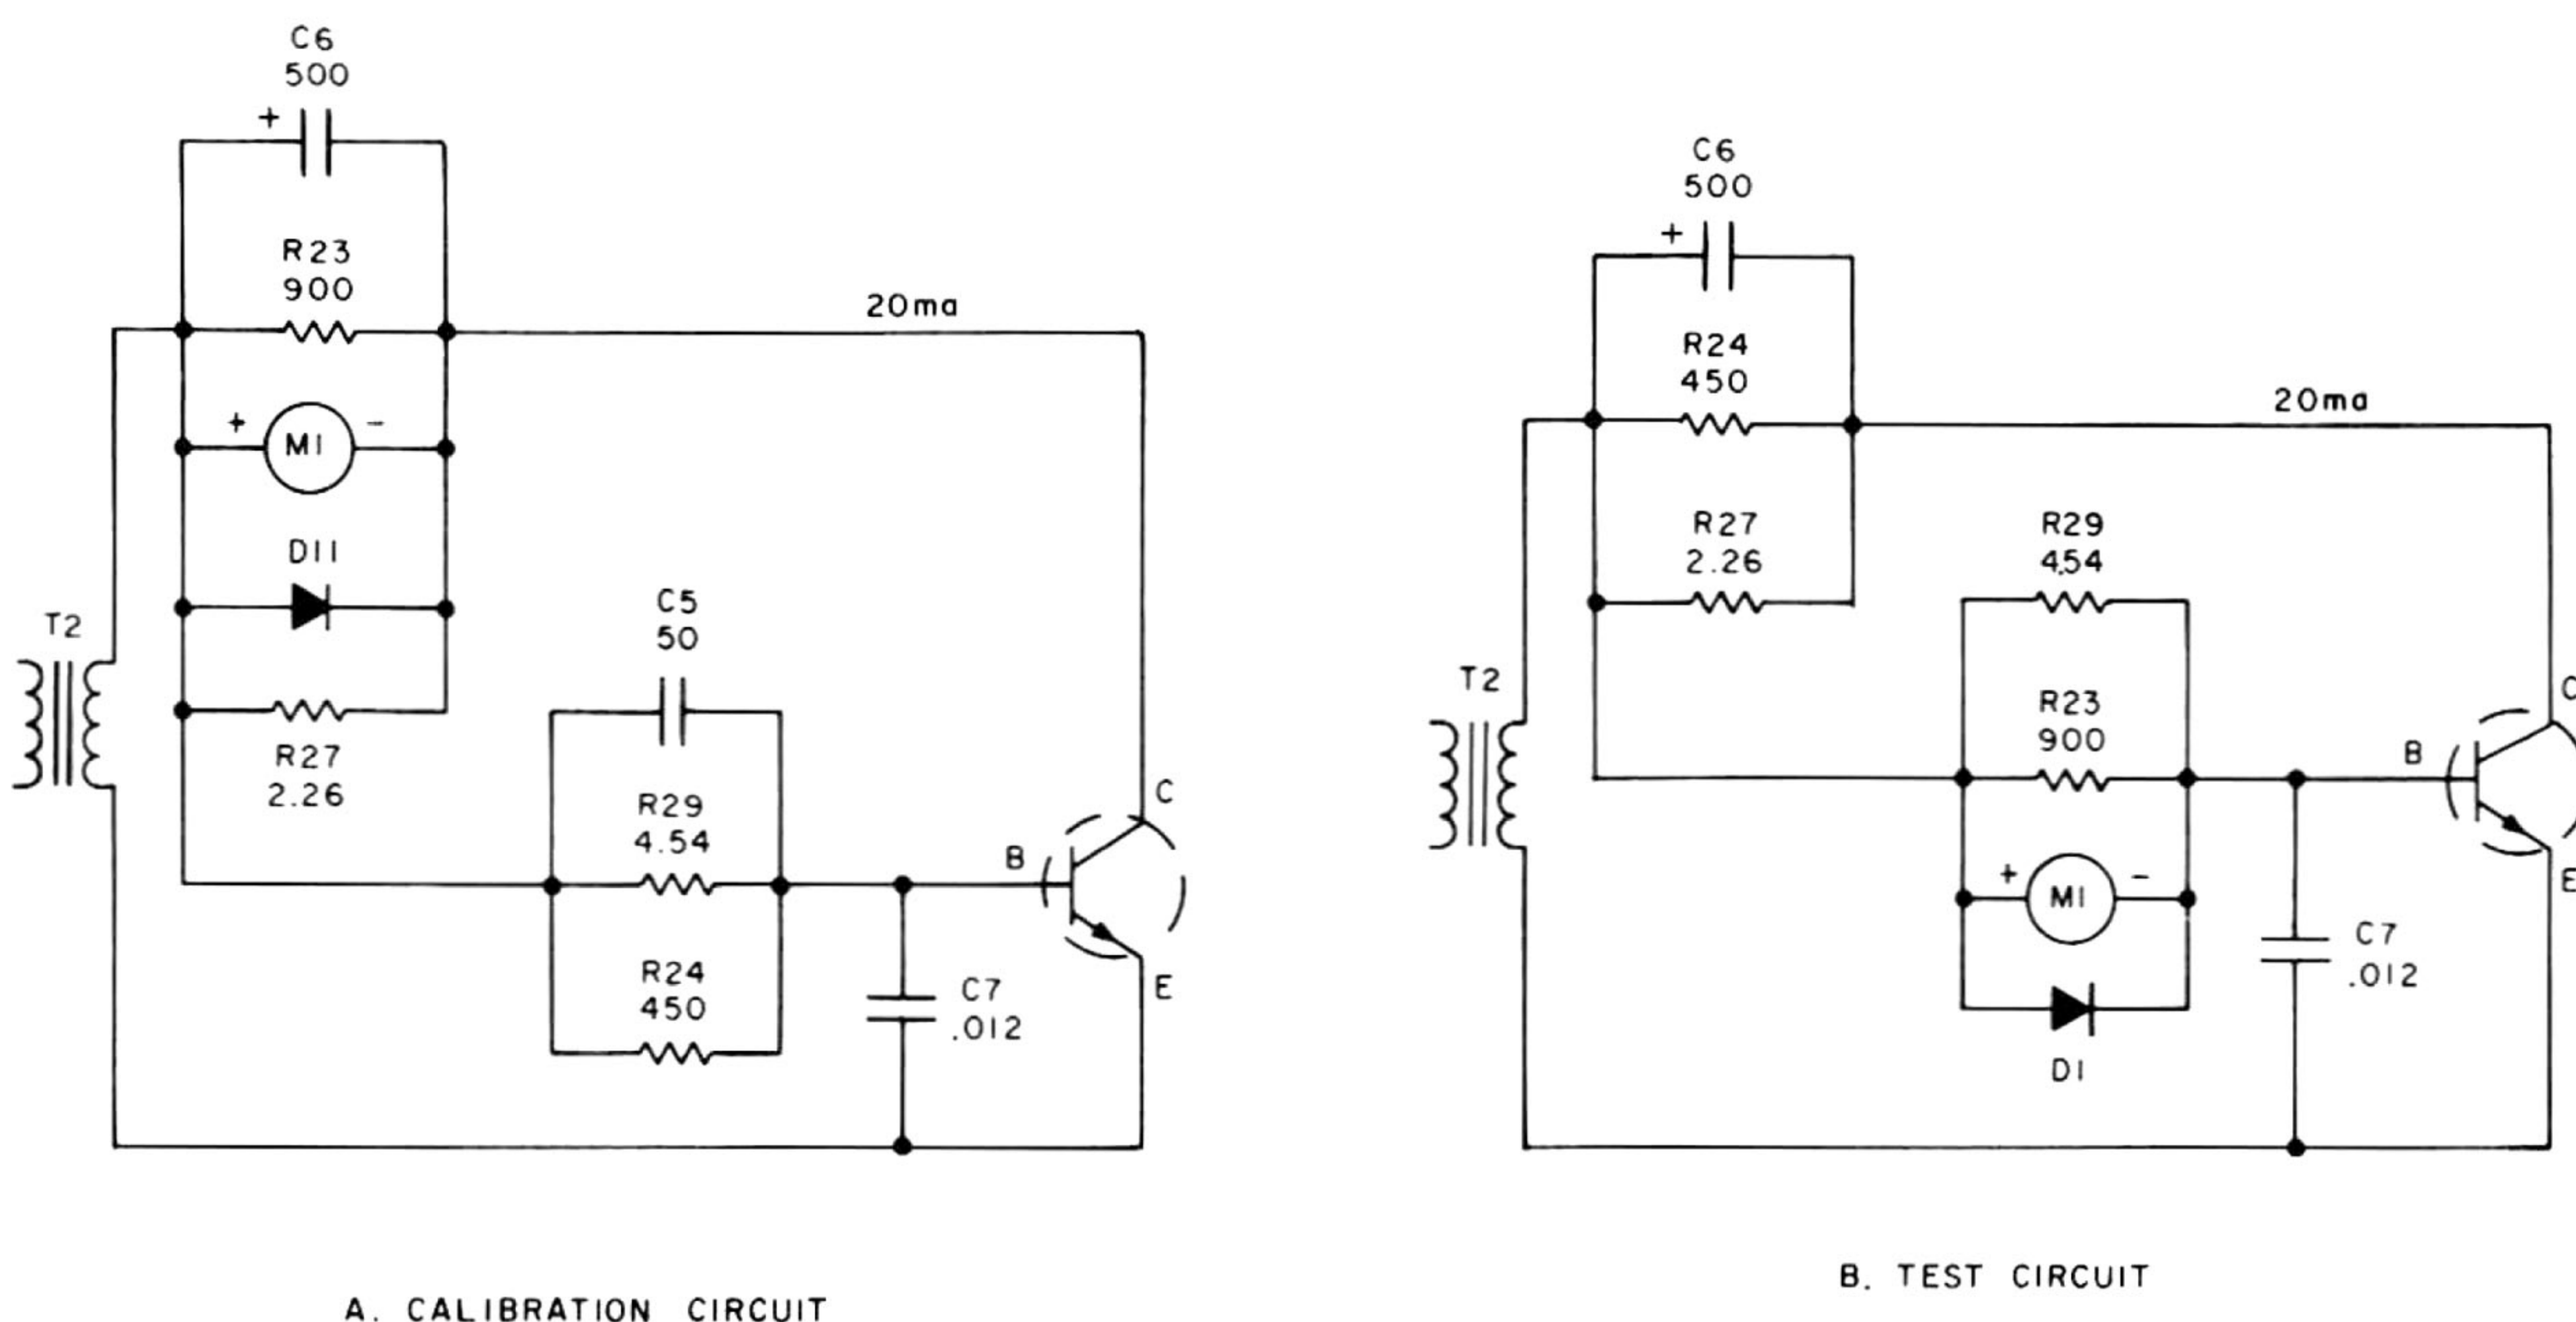 C6
500
+
R23
900
20ma
+
M1
-
D11
T2
R27
2.26
C5
50
R29
4.54
R24
450
B
C
E
C7
.012
A. CALIBRATION CIRCUIT
C6
500
+
R24
450
20ma
R27
2.26
R29
4.54
T2
R23
900
B
C
E
+
M1
-
C7
.012
D1
B. TEST CIRCUIT